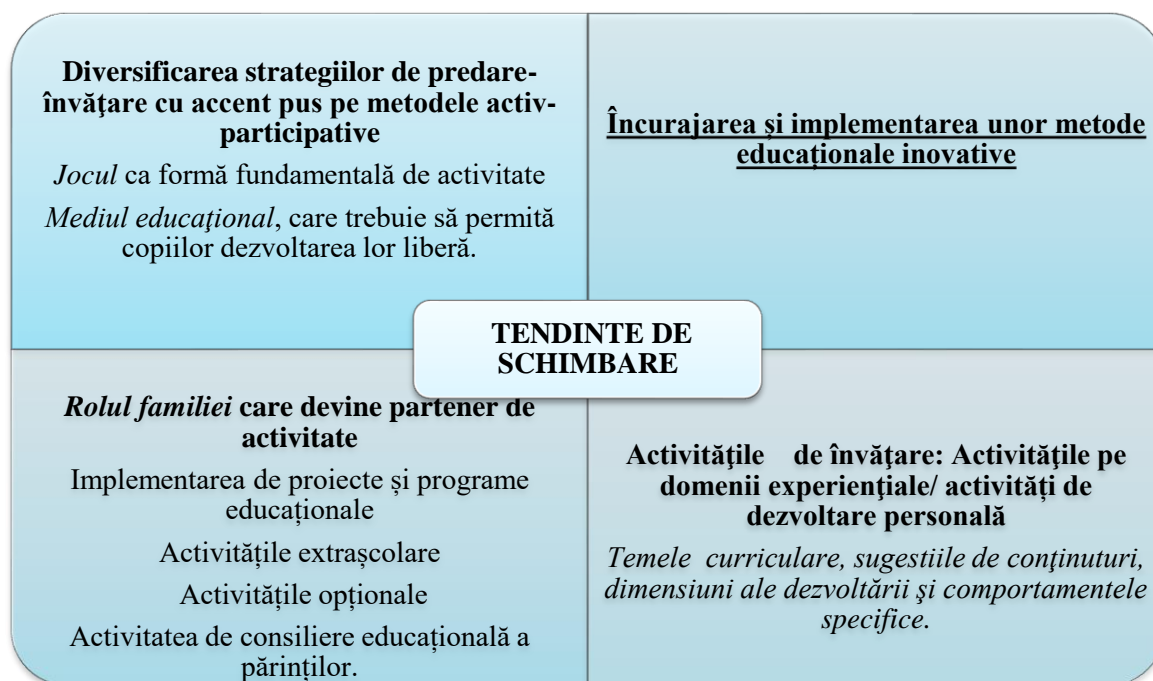 Diversificarea strategiilor de predare-
învăţare cu accent pus pe metodele activ-
participative
Jocul ca formă fundamentală de activitate
Mediul educaţional, care trebuie să permită
copiilor dezvoltarea lor liberă.
Încurajarea și implementarea unor metode
educaționale inovative
TENDINTE DE
SCHIMBARE
Rolul familiei care devine partener de
activitate
Implementarea de proiecte și programe
educaționale
Activitățile extrașcolare
Activitățile opționale
Activitatea de consiliere educațională a
părinților.
Activităţile de învăţare: Activităţile pe
domenii experienţiale/ activități de
dezvoltare personală
Temele curriculare, sugestiile de conţinuturi,
dimensiuni ale dezvoltării şi comportamentele
specifice.